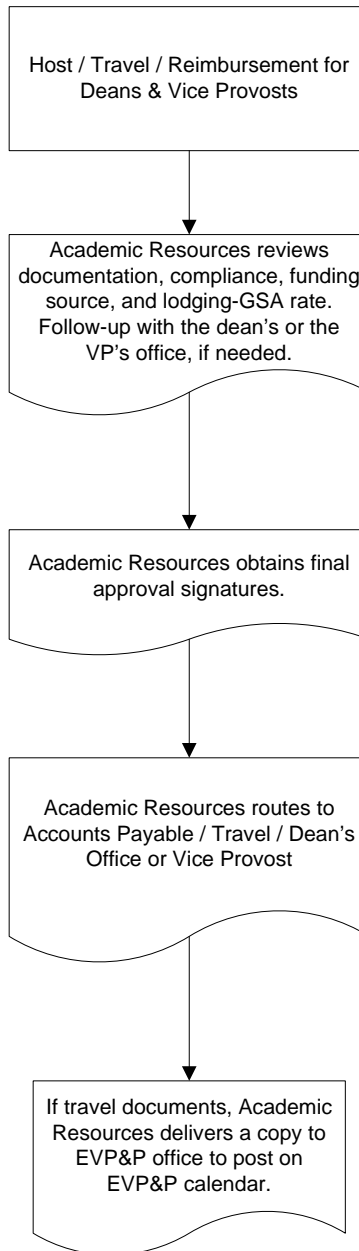 Host / Travel / Reimbursement for
Deans & Vice Provosts
Academic Resources reviews
documentation, compliance, funding
source, and lodging-GSA rate.
Follow-up with the dean’s or the
VP’s office, if needed.
Academic Resources obtains final
approval signatures.
Academic Resources routes to
Accounts Payable / Travel / Dean’s
Office or Vice Provost
If travel documents, Academic
Resources delivers a copy to
EVP&P office to post on
EVP&P calendar.